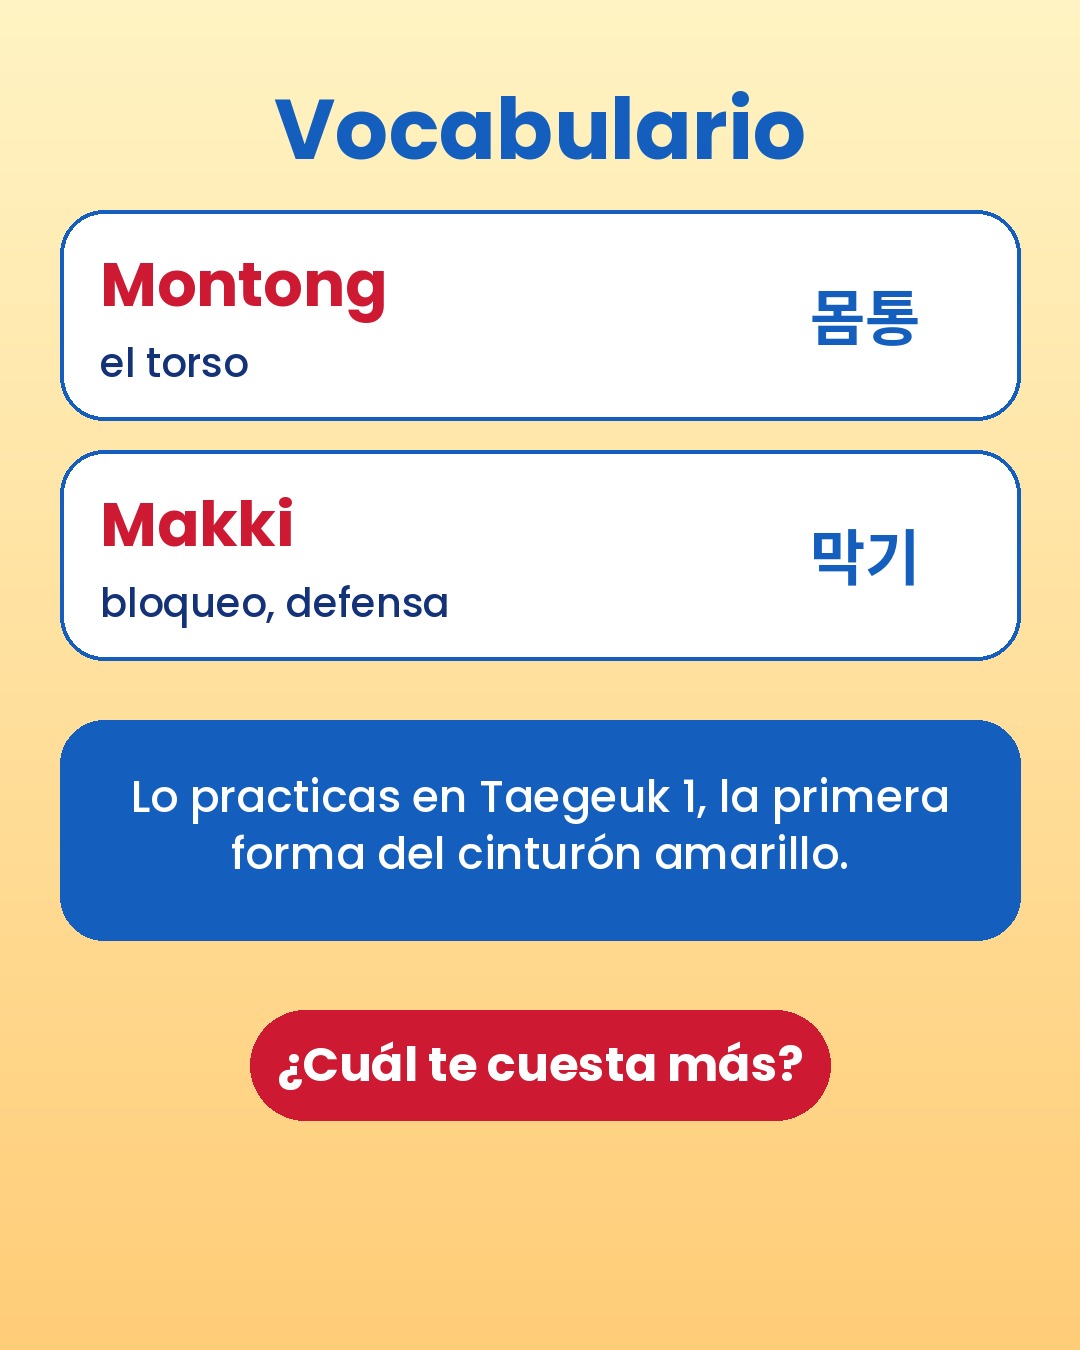 Vocabulario
Montong
몸통
el torso
Makki
막기
bloqueo, defensa
Lo practicas en Taegeuk 1, la primera
forma del cinturón amarillo.
¿Cuál te cuesta más?